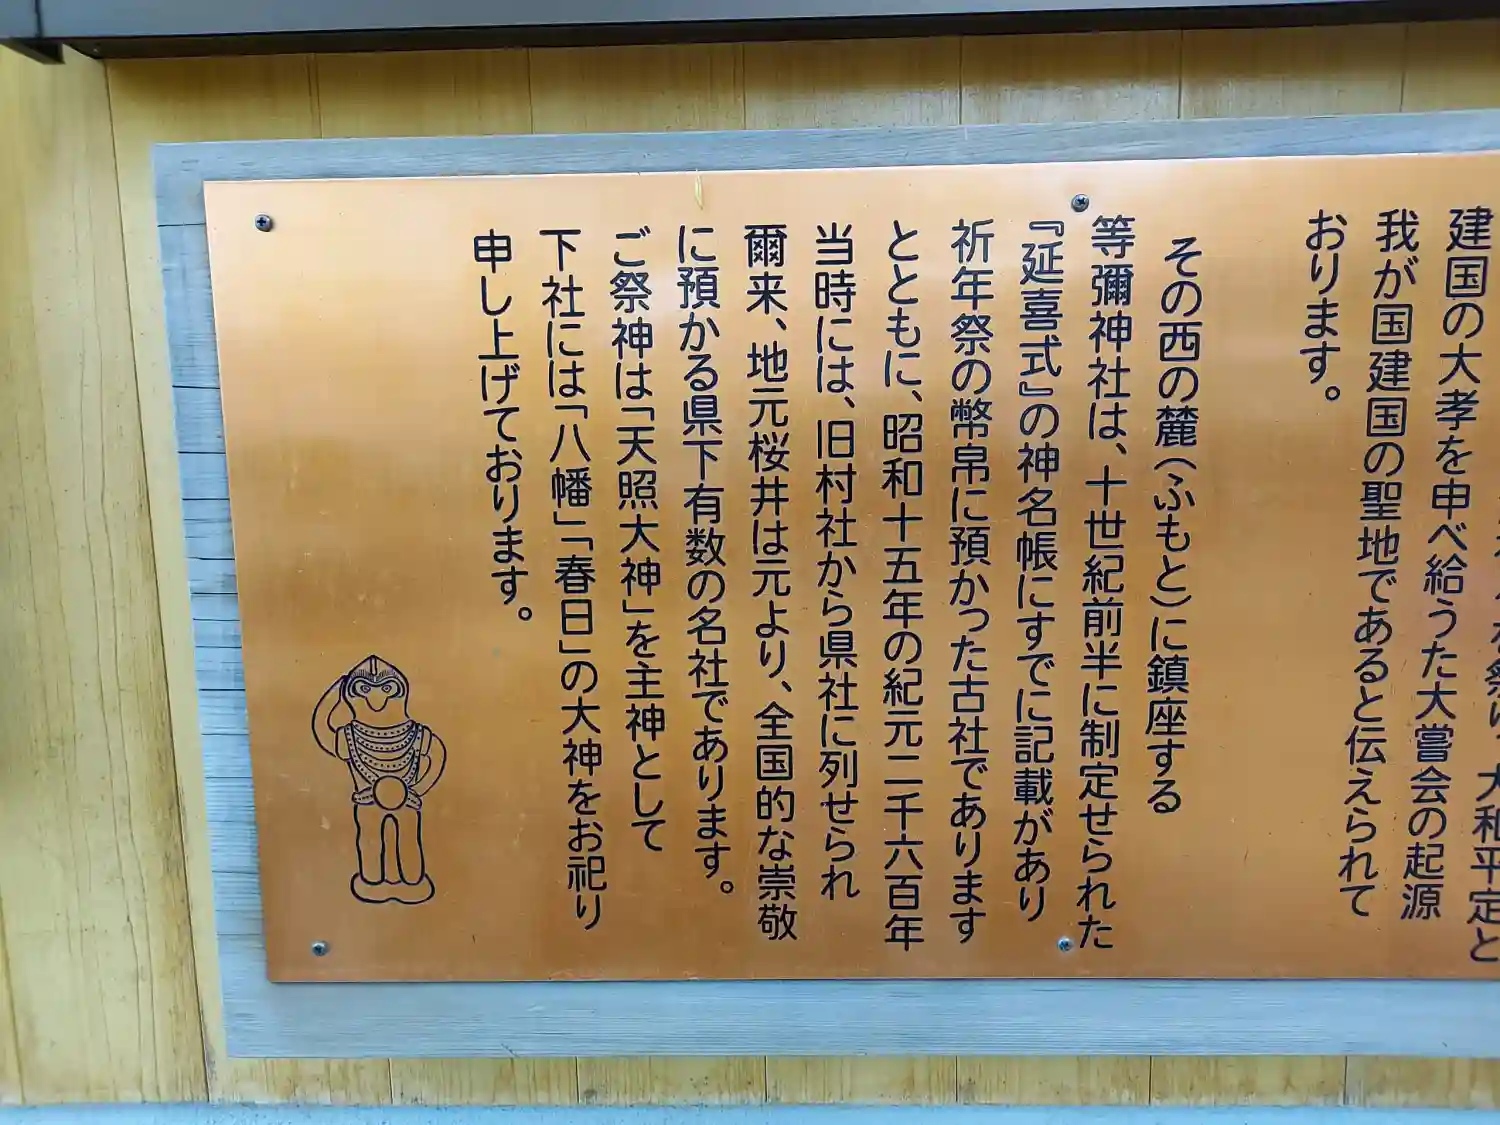 お祭り、大和平定と
建国の大孝を申べ給うた大嘗会の起源
我が国建国の聖地であると伝えられて
おります。
その西の麓(ふもと)に鎮座する
等彌神社は、十世紀前半に制定せられた
『延喜式』の神名帳にすでに記載があり
祈年祭の幣帛に預かった古社であります
とともに、昭和十五年の紀元二千六百年
当時には、旧村社から県社に列せられ
爾来、地元桜井は元より、全国的な崇敬
に預かる県下有数の名社であります。
ご祭神は「天照大神」を主神として
下社には「八幡」「春日」の大神をお祀り
申し上げております。